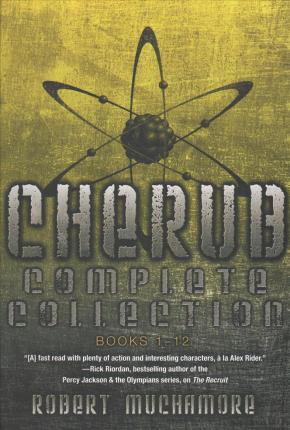 CHERUB
COMPLETE
COLLECTION
BOOKS 1–12
"[A] fast read with plenty of action and interesting characters, à la Alex Rider."
—Rick Riordan, bestselling author of the
Percy Jackson & the Olympians series, on The Recruit
ROBERT MUCHAMORE